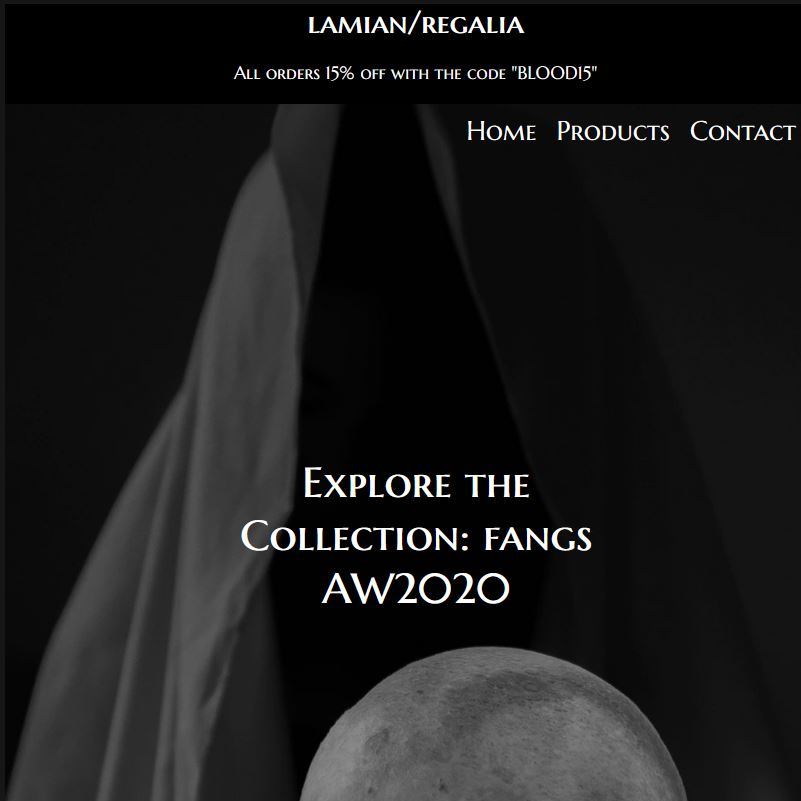 LAMIAN/REGALIA
All orders 15% off with the code "BLOOD15"
Home Products Contact
Explore the
Collection: fangs
AW2020